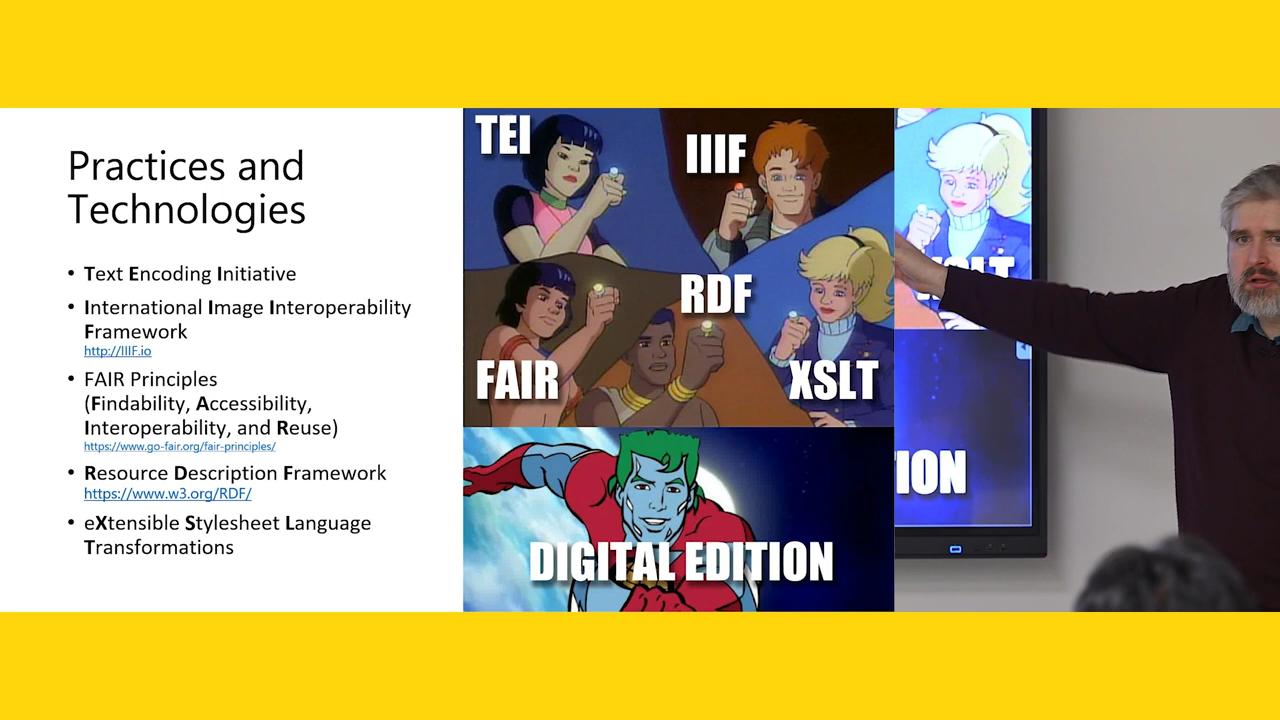 Practices and
Technologies
• Text Encoding Initiative
• International Image Interoperability
Framework
http://IIIF.io
• FAIR Principles
(Findability, Accessibility,
Interoperability, and Reuse)
https://www.go-fair.org/fair-principles/
• Resource Description Framework
https://www.w3.org/RDF/
• eXtensible Stylesheet Language
Transformations
TEI
IIIF
RDF
FAIR
XSLT
DIGITAL EDITION
XSLT
ION